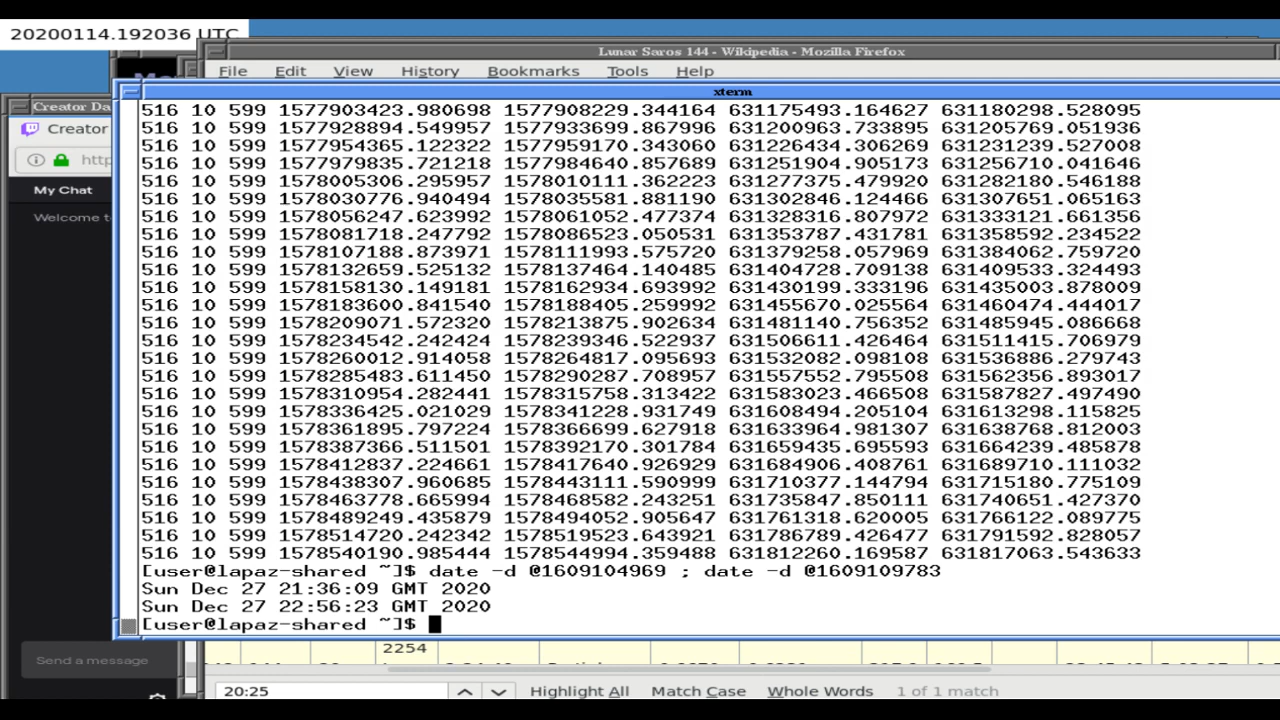 20200114.192036 UTC
Lunar Saros 144 - Wikipedia - Mozilla Firefox
File Edit View History Bookmarks Tools Help
xterm
Creator Da
Creator
http
My Chat
Welcome to
516 10 599 1577903423.980698 1577908229.344164 631175493.164627 631180298.528095
516 10 599 1577928894.549957 1577933699.867996 631200963.733895 631205769.051936
516 10 599 1577954365.122322 1577959170.343060 631226434.306269 631231239.527008
516 10 599 1577979835.721218 1577984640.857689 631251904.905173 631256710.041646
516 10 599 1578005306.295957 1578010111.362223 631277375.479920 631282180.546188
516 10 599 1578030776.940494 1578035581.881190 631302846.124466 631307651.065163
516 10 599 1578056247.623992 1578061052.477374 631328316.807972 631333121.661356
516 10 599 1578081718.247792 1578086523.050531 631353787.431781 631358592.234522
516 10 599 1578107188.873971 1578111993.575720 631379258.057969 631384062.759720
516 10 599 1578132659.525132 1578137464.140485 631404728.709138 631409533.324493
516 10 599 1578158130.149181 1578162934.693992 631430199.333196 631435003.878009
516 10 599 1578183600.841540 1578188405.259992 631455670.025564 631460474.444017
516 10 599 1578209071.572320 1578213875.902634 631481140.756352 631485945.086668
516 10 599 1578234542.242424 1578239346.522937 631506611.426464 631511415.706979
516 10 599 1578260012.914058 1578264817.095693 631532082.098108 631536886.279743
516 10 599 1578285483.611450 1578290287.708957 631557552.795508 631562356.893017
516 10 599 1578310954.282441 1578315758.313422 631583023.466508 631587827.497490
516 10 599 1578336425.021029 1578341228.931749 631608494.205104 631613298.115825
516 10 599 1578361895.797224 1578366699.627918 631633964.981307 631638768.812003
516 10 599 1578387366.511501 1578392170.301784 631659435.695593 631664239.485878
516 10 599 1578412837.224661 1578417640.926929 631684906.408761 631689710.111032
516 10 599 1578438307.960685 1578443111.590999 631710377.144794 631715180.775109
516 10 599 1578463778.665994 1578468582.243251 631735847.850111 631740651.427370
516 10 599 1578489249.435879 1578494052.905647 631761318.620005 631766122.089775
516 10 599 1578514720.242342 1578519523.643921 631786789.426477 631791592.828057
516 10 599 1578540190.985444 1578544994.359488 631812260.169587 631817063.543633
[user@lapaz-shared ~]$ date -d @1609104969 ; date -d @1609109783
Sun Dec 27 21:36:09 GMT 2020
Sun Dec 27 22:56:23 GMT 2020
[user@lapaz-shared ~]$
2254
Send a message
20:25 Highlight All Match Case Whole Words 1 of 1 match